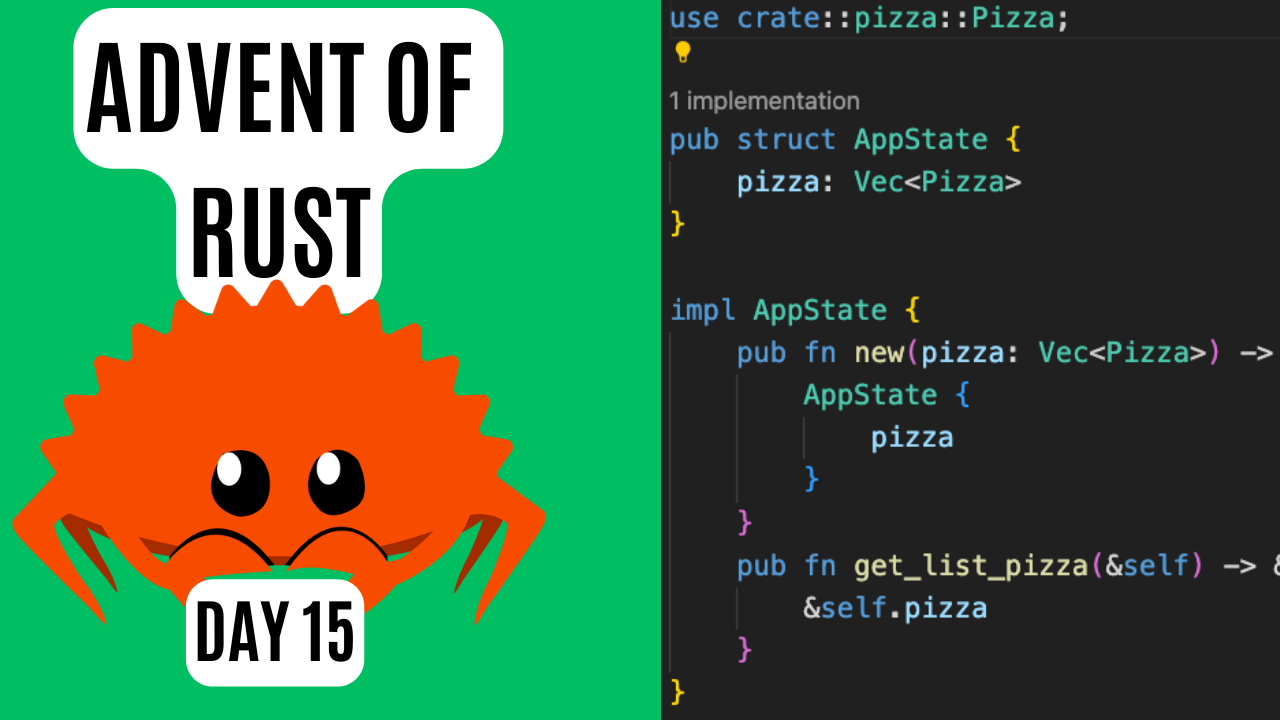 ADVENT OF
RUST
DAY 15
use crate::pizza::Pizza;
1 implementation
pub struct AppState {
    pizza: Vec<Pizza>
}
impl AppState {
    pub fn new(pizza: Vec<Pizza>) ->
        AppState {
            pizza
        }
    }
    pub fn get_list_pizza(&self) -> &
        &self.pizza
    }
}